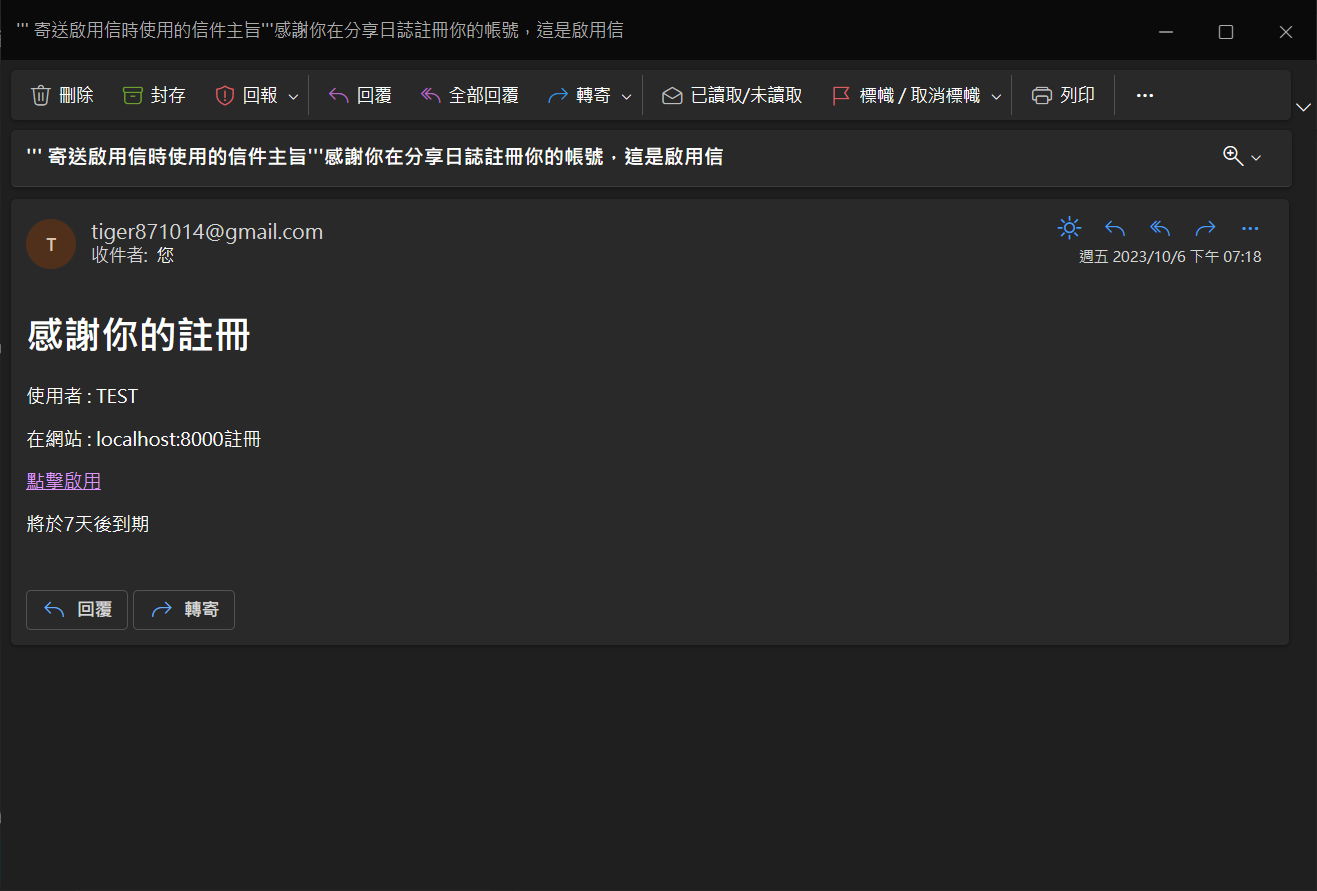 ''' 寄送啟用信時使用的信件主旨'''感謝你在分享日誌註冊你的帳號，這是啟用信
刪除 封存 回報 回覆 全部回覆 轉寄 已讀取/未讀取 標幟 / 取消標幟 列印 ...
''' 寄送啟用信時使用的信件主旨'''感謝你在分享日誌註冊你的帳號，這是啟用信
T
tiger871014@gmail.com
收件者: 您
週五 2023/10/6 下午 07:18
感謝你的註冊
使用者 : TEST
在網站 : localhost:8000註冊
點擊啟用
將於7天後到期
回覆 轉寄